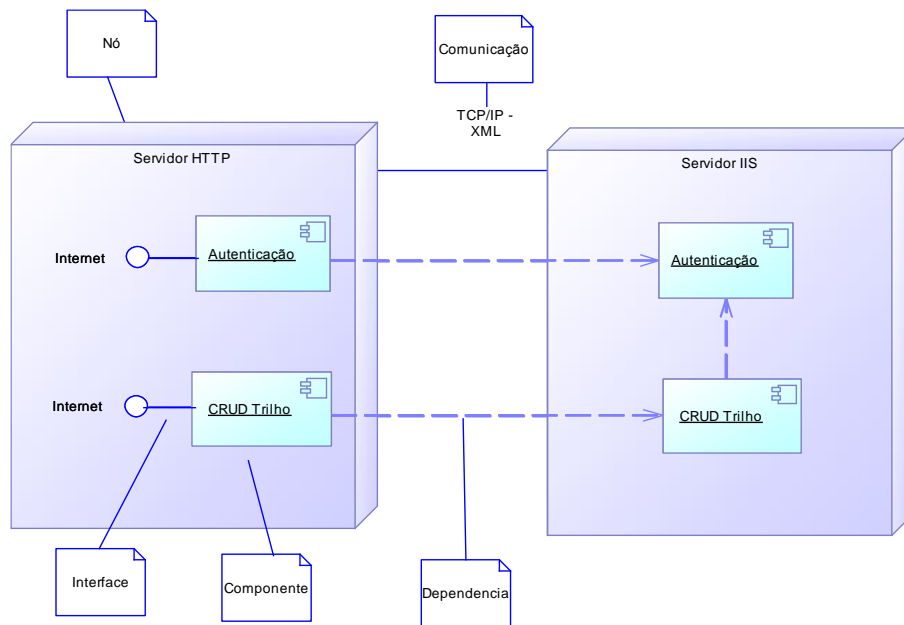 Nó
Comunicação
TCP/IP -
XML
Servidor HTTP
Servidor IIS
Internet
Autenticação
Autenticação
Internet
CRUD Trilho
CRUD Trilho
Interface
Componente
Dependencia